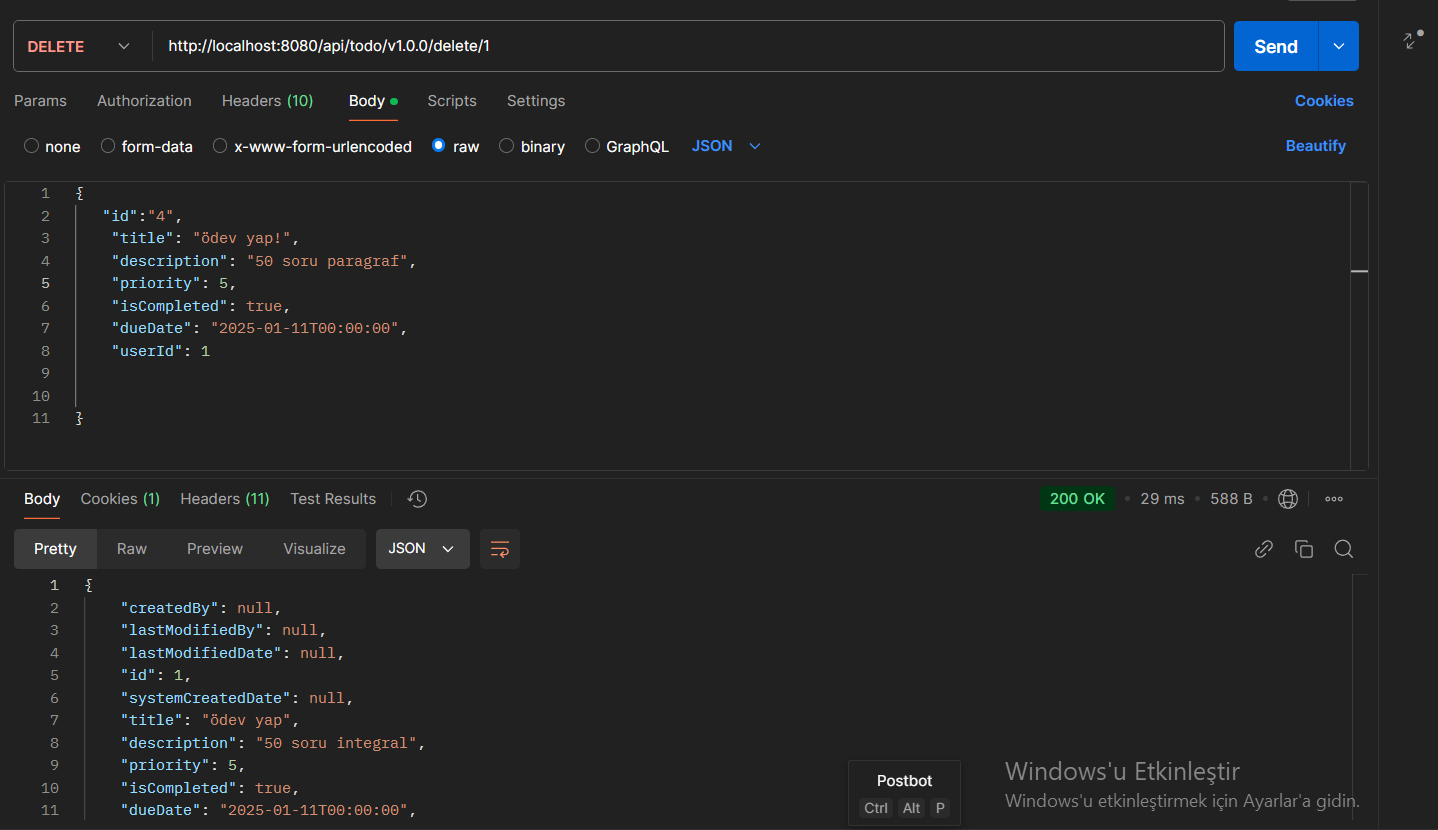 DELETE http://localhost:8080/api/todo/v1.0.0/delete/1 Send
Params Authorization Headers (10) Body Scripts Settings Cookies
none form-data x-www-form-urlencoded raw binary GraphQL JSON Beautify
1 {
2 "id":"4",
3 "title": "ödev yap!",
4 "description": "50 soru paragraf",
5 "priority": 5,
6 "isCompleted": true,
7 "dueDate": "2025-01-11T00:00:00",
8 "userId": 1
9
10
11 }
Body Cookies (1) Headers (11) Test Results 200 OK • 29 ms • 588 B •
Pretty Raw Preview Visualize JSON
1 {
2 "createdBy": null,
3 "lastModifiedBy": null,
4 "lastModifiedDate": null,
5 "id": 1,
6 "systemCreatedDate": null,
7 "title": "ödev yap",
8 "description": "50 soru integral",
9 "priority": 5,
10 "isCompleted": true,
11 "dueDate": "2025-01-11T00:00:00",
Postbot
Ctrl Alt P
Windows'u Etkinleştir
Windows'u etkinleştirmek için Ayarlar'a gidin.